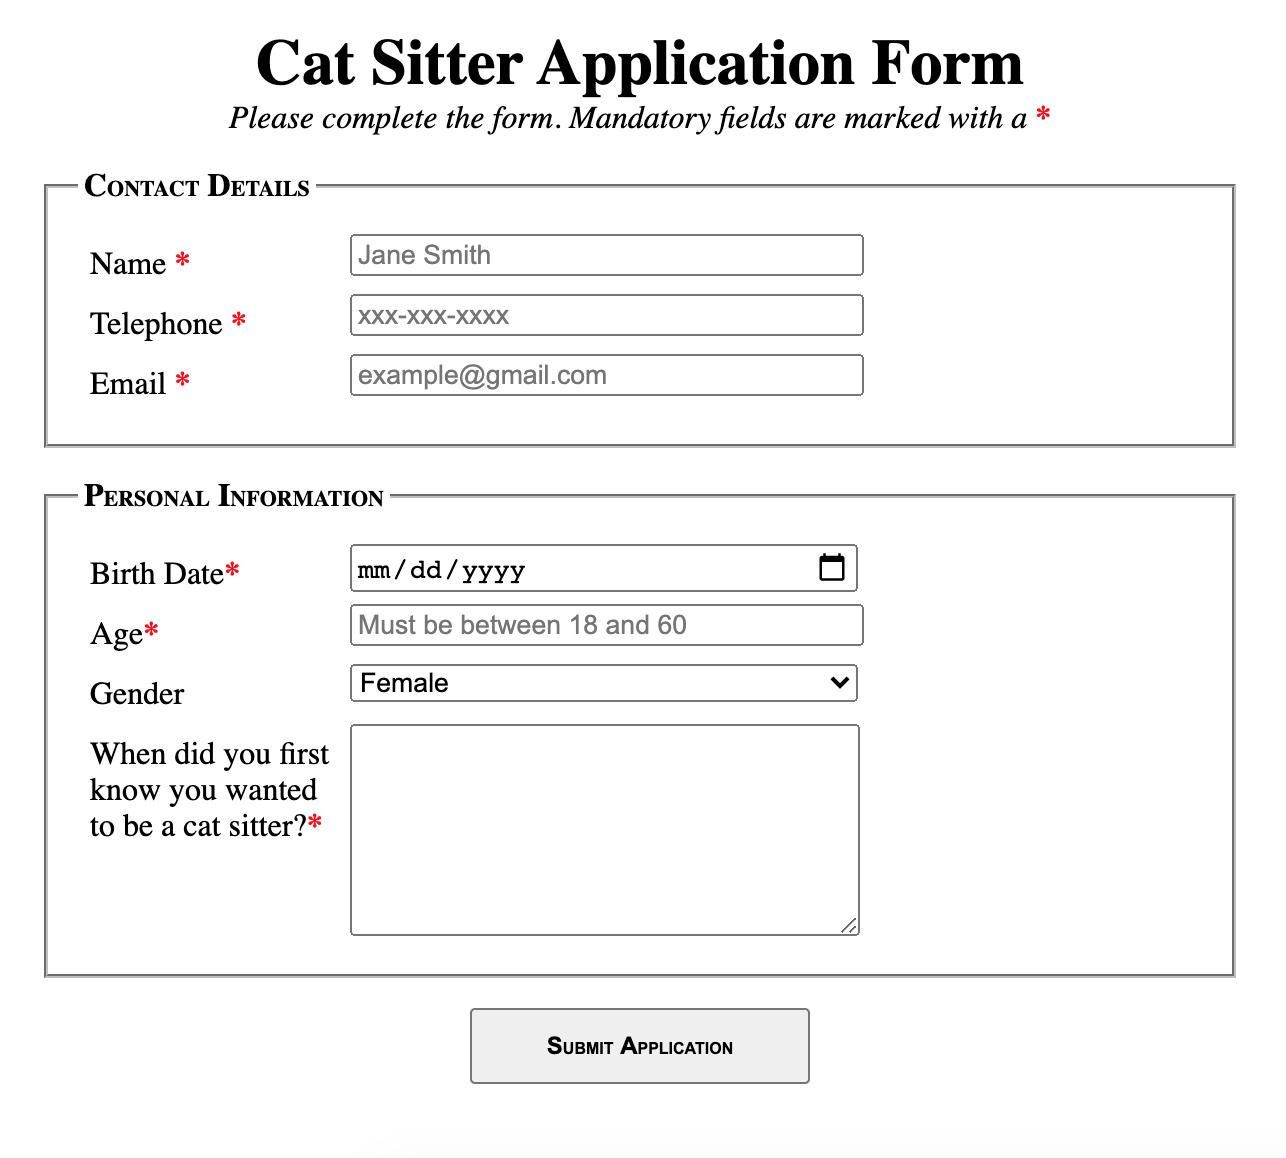 Cat Sitter Application Form
Please complete the form. Mandatory fields are marked with a *
Contact Details
Name *
Jane Smith
Telephone *
xxx-xxx-xxxx
Email *
example@gmail.com
Personal Information
Birth Date*
mm/dd/yyyy
Age*
Must be between 18 and 60
Gender
Female
When did you first
know you wanted
to be a cat sitter?*
Submit Application